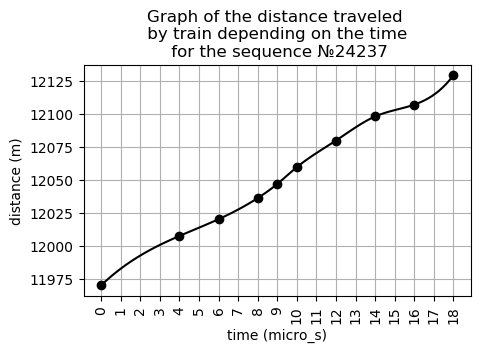 Graph of the distance traveled
by train depending on the time
for the sequence №24237
distance (m)
12125
12100
12075
12050
12025
12000
11975
0 1 2 3 4 5 6 7 8 9 10 11 12 13 14 15 16 17 18
time (micro_s)